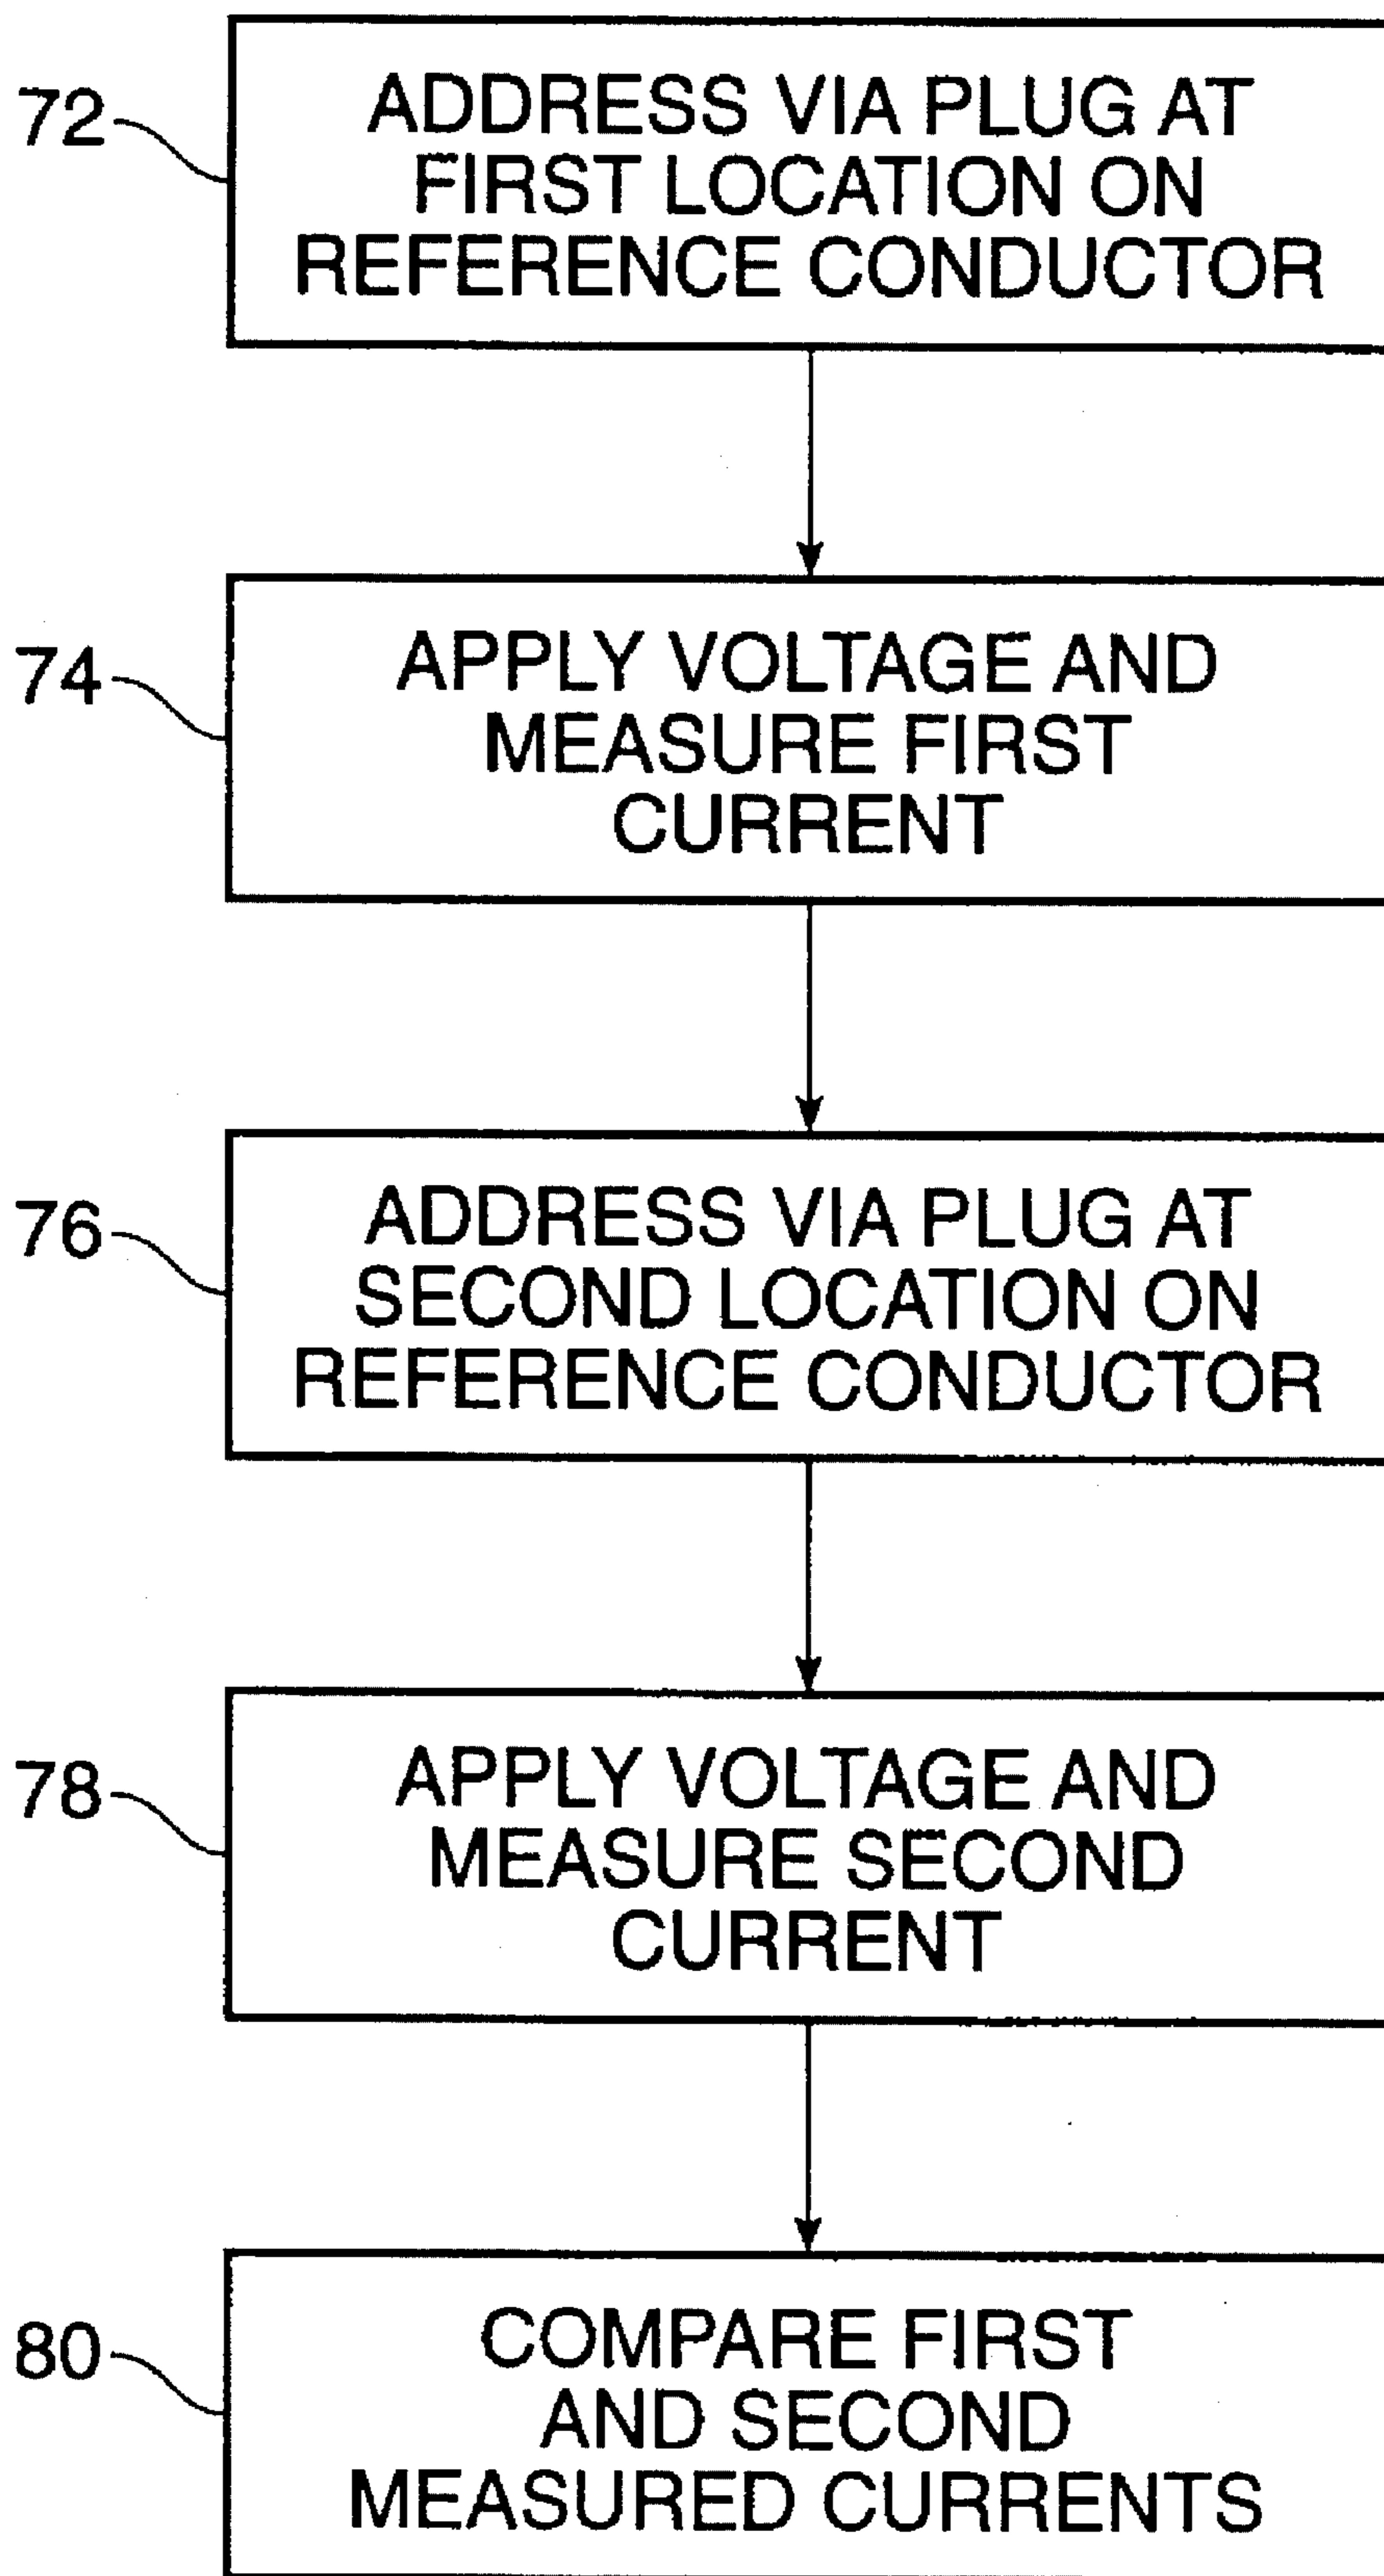 72
ADDRESS VIA PLUG AT
FIRST LOCATION ON
REFERENCE CONDUCTOR
74
APPLY VOLTAGE AND
MEASURE FIRST
CURRENT
76
ADDRESS VIA PLUG AT
SECOND LOCATION ON
REFERENCE CONDUCTOR
78
APPLY VOLTAGE AND
MEASURE SECOND
CURRENT
80
COMPARE FIRST
AND SECOND
MEASURED CURRENTS